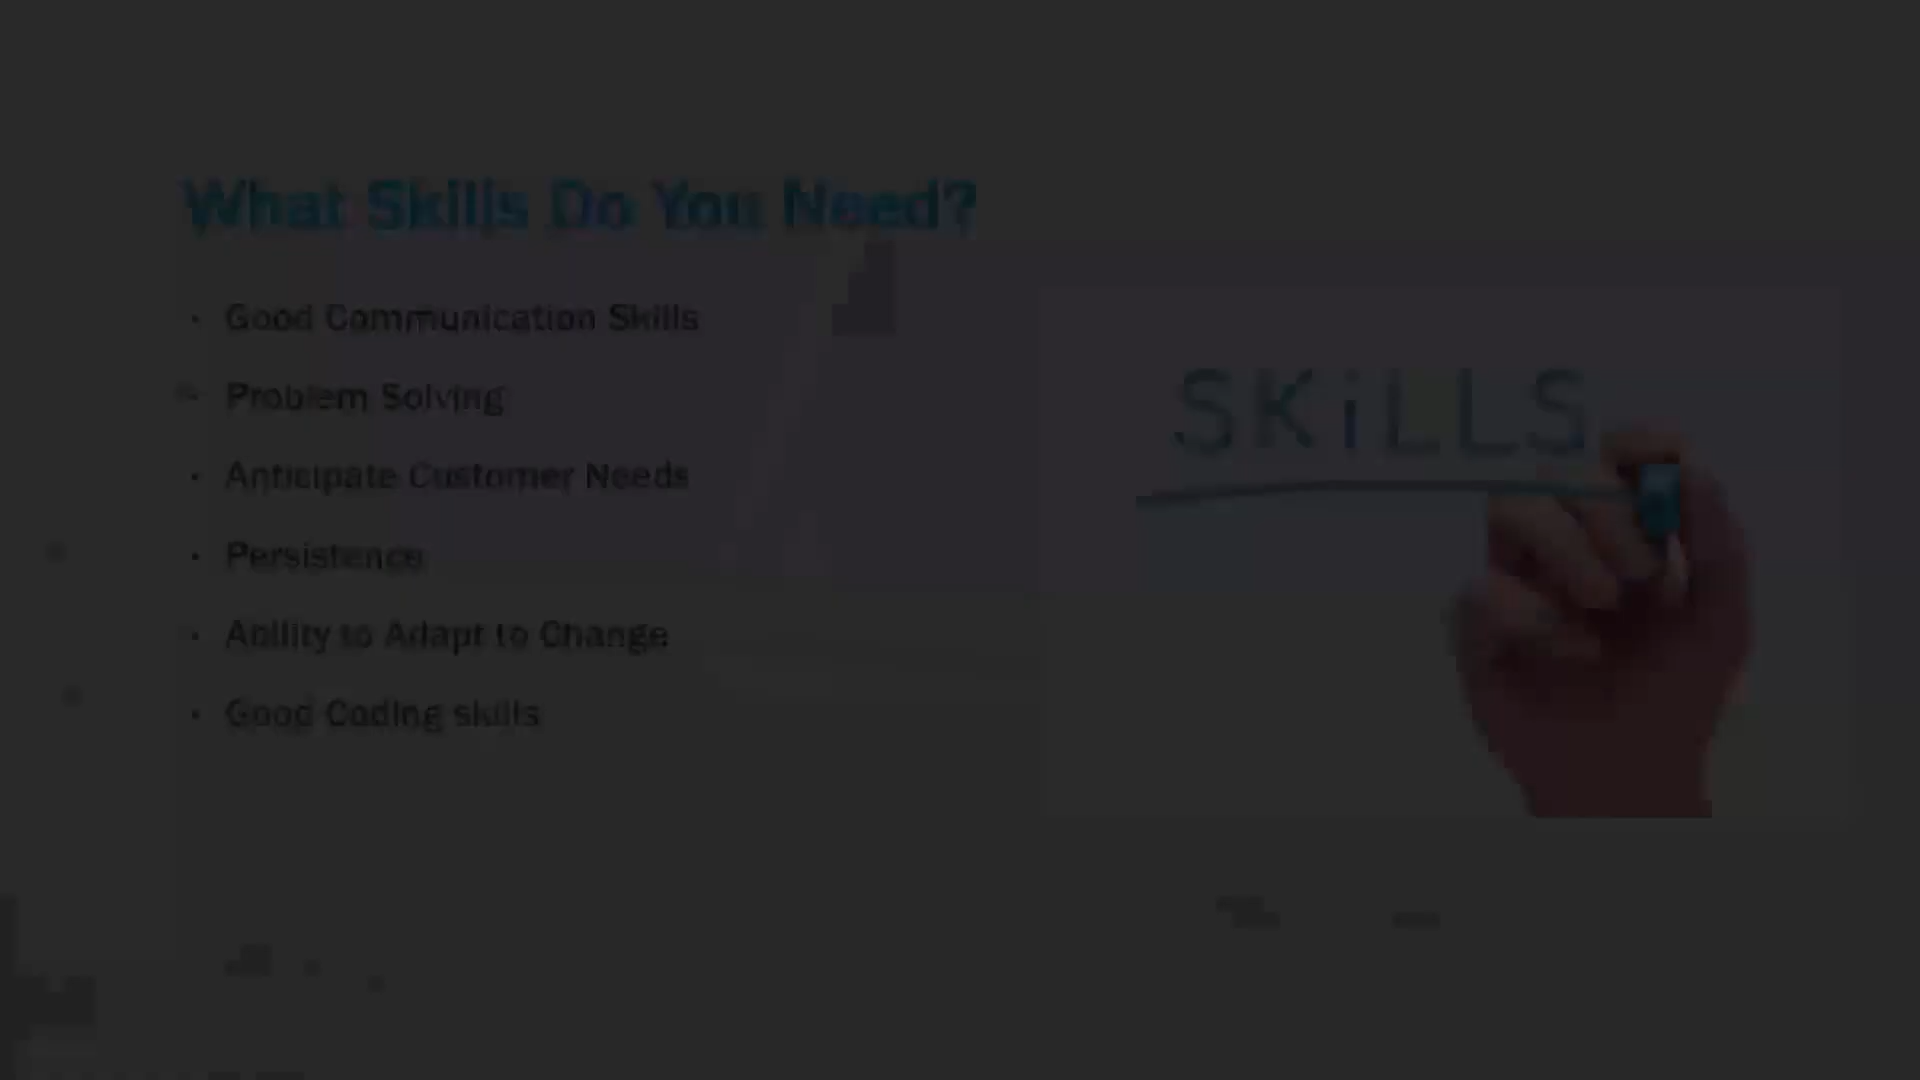 What Skills Do You Need?
• Good Communication Skills
• Problem Solving
• Anticipate Customer Needs
• Persistence
• Ability to Adapt to Change
• Good Coding skills
SKiLLS